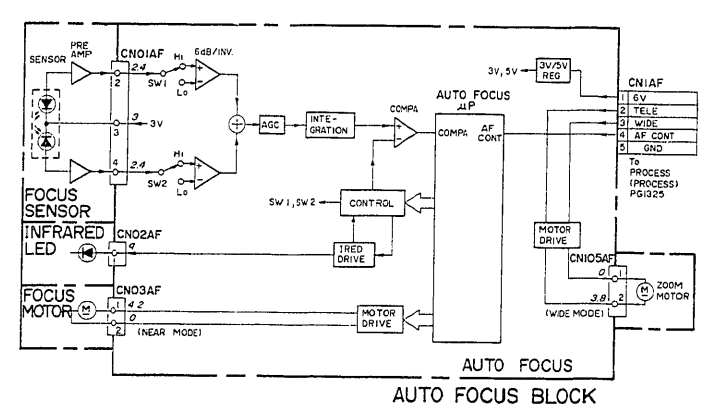 SENSOR
PRE AMP
CN01AF
2.4
2
HI
SW1
LO
6dB/INV.
3
3V
3
4
2.4
HI
SW2
LO
AGC
INTE-
GRATION
COMPA
AUTO FOCUS
μP
COMPA
AF
CONT.
3V, 5V
3V/5V
REG
CN1AF
1 6V
2 TELE
3 WIDE
4 AF CONT
5 GND
To
PROCESS
(PROCESS)
PG1325
FOCUS
SENSOR
SW1, SW2
CONTROL
INFRARED
LED
CN02AF
9
IRED
DRIVE
MOTOR
DRIVE
CN105AF
0
1
3.8
2
(WIDE MODE)
M
ZOOM
MOTOR
FOCUS
MOTOR
M
CN03AF
1
4.2
0
2
(NEAR MODE)
MOTOR
DRIVE
AUTO FOCUS
AUTO FOCUS BLOCK